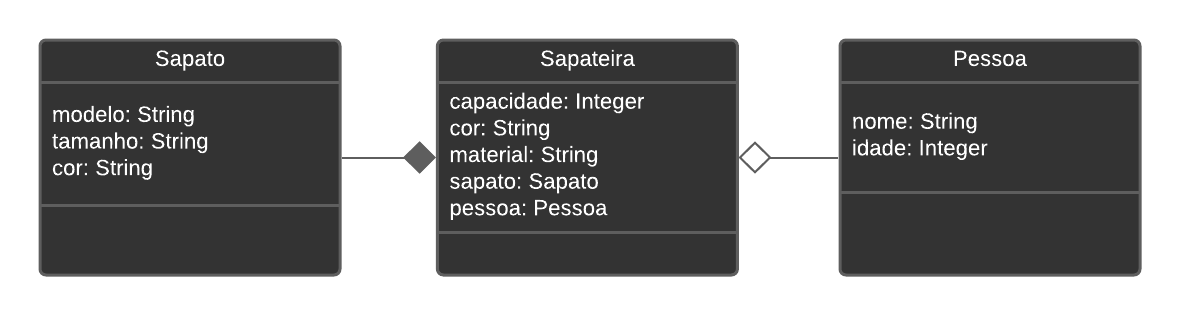 Sapato
modelo: String
tamanho: String
cor: String
Sapateira
capacidade: Integer
cor: String
material: String
sapato: Sapato
pessoa: Pessoa
Pessoa
nome: String
idade: Integer